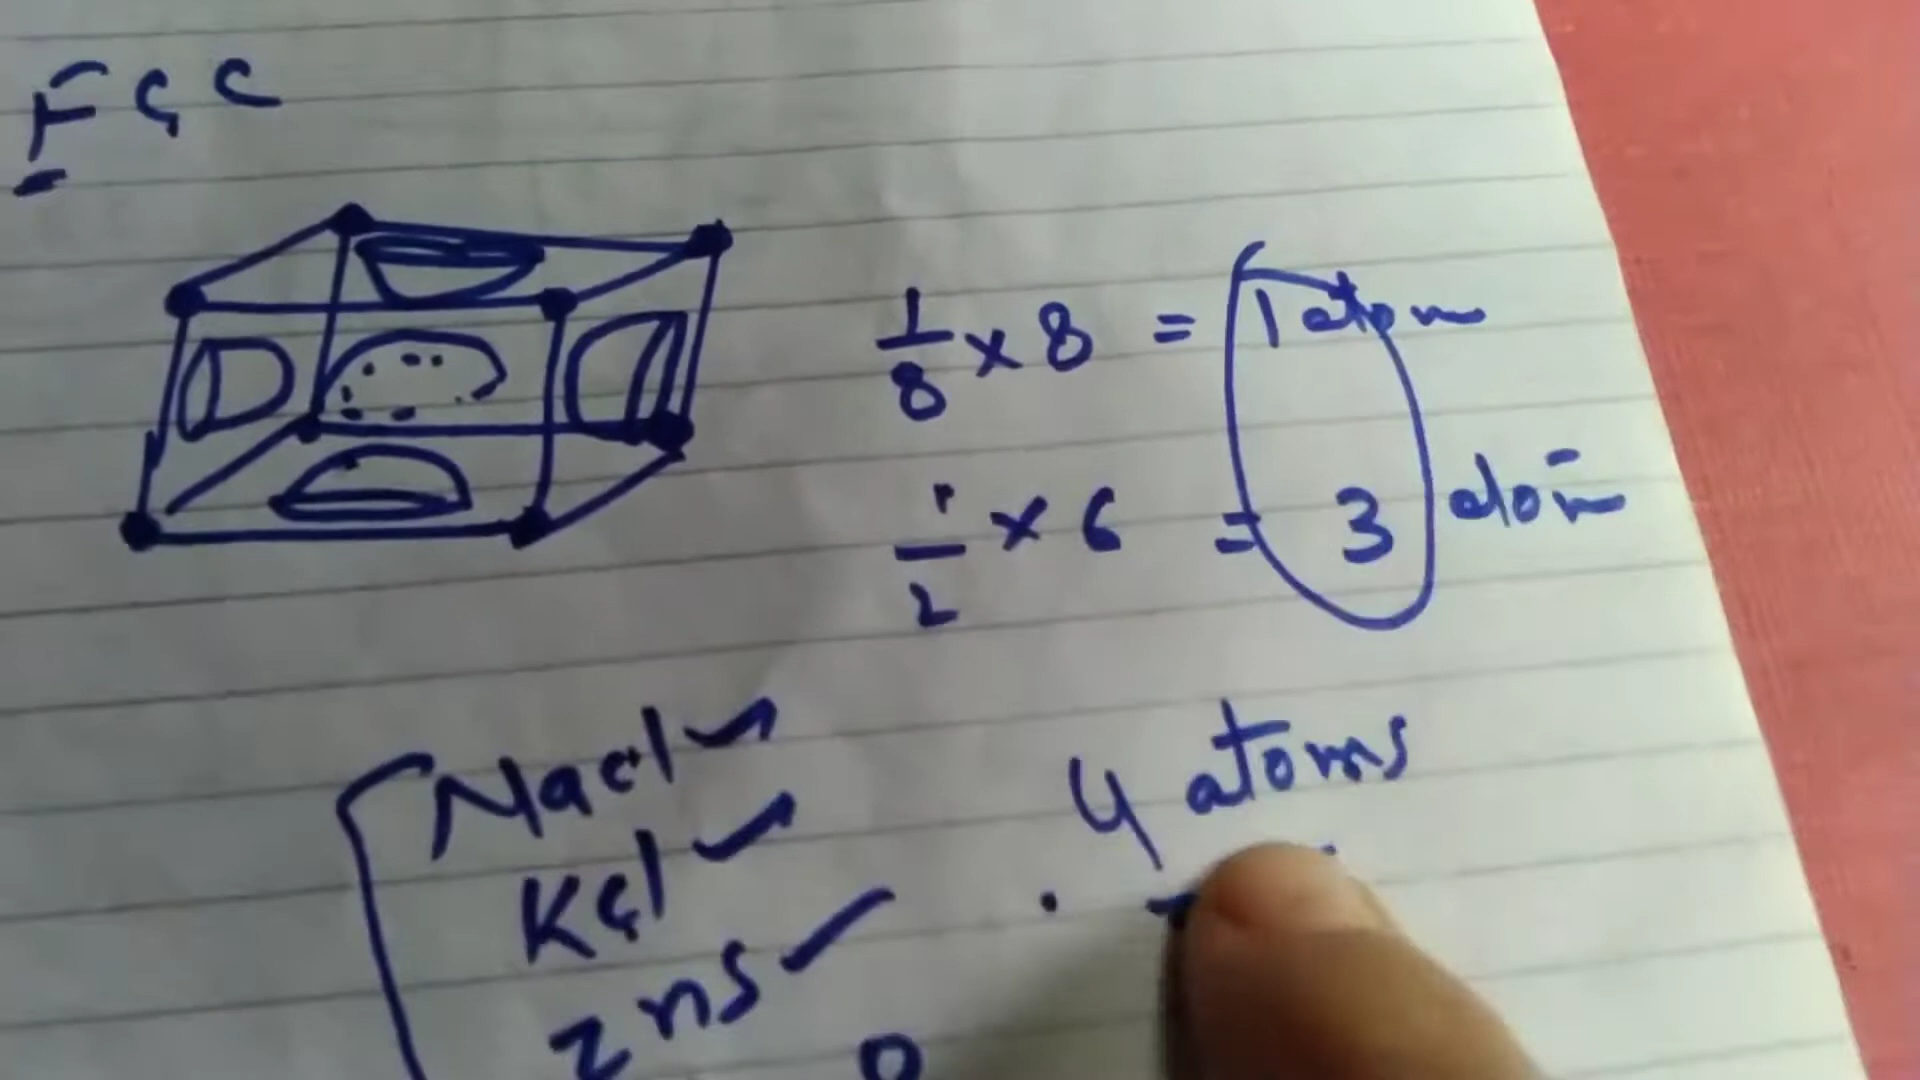 FCC
1/8 × 8 = 1 atom
1/2 × 6 = 3 atom
NaCl
4 atoms
KCl
ZnS